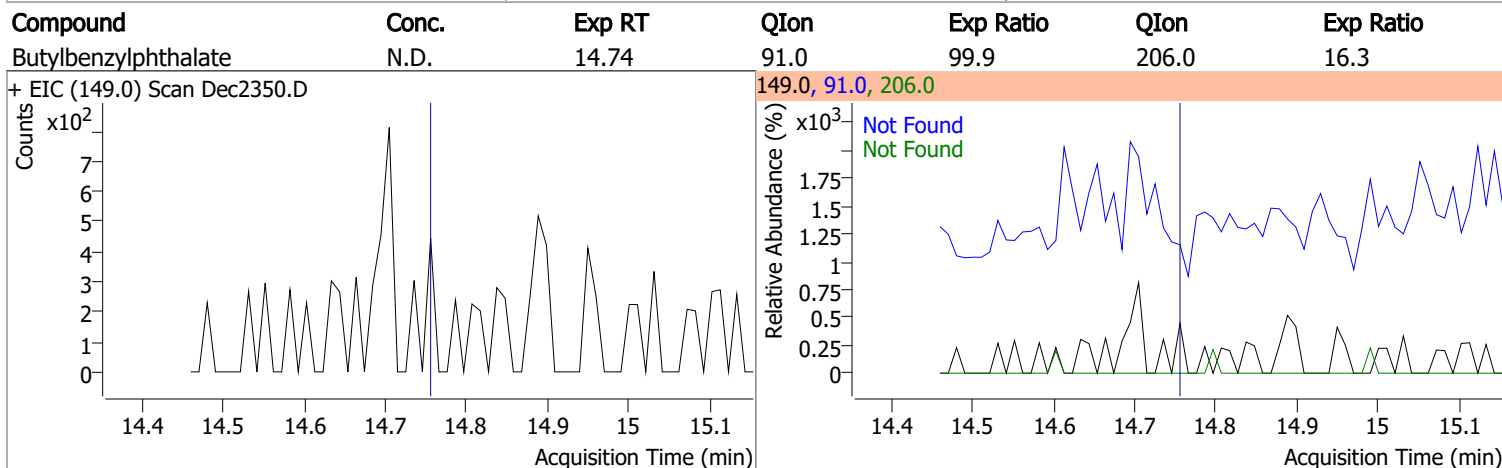 Compound Conc. Exp RT QIon Exp Ratio QIon Exp Ratio
Butylbenzylphthalate N.D. 14.74 91.0 99.9 206.0 16.3
+ EIC (149.0) Scan Dec2350.D
Counts
x10²
7
6
5
4
3
2
1
0
14.4 14.5 14.6 14.7 14.8 14.9 15 15.1
Acquisition Time (min)
149.0, 91.0, 206.0
Relative Abundance (%)
x10³
Not Found
Not Found
1.75
1.5
1.25
1
0.75
0.5
0.25
0
14.4 14.5 14.6 14.7 14.8 14.9 15 15.1
Acquisition Time (min)